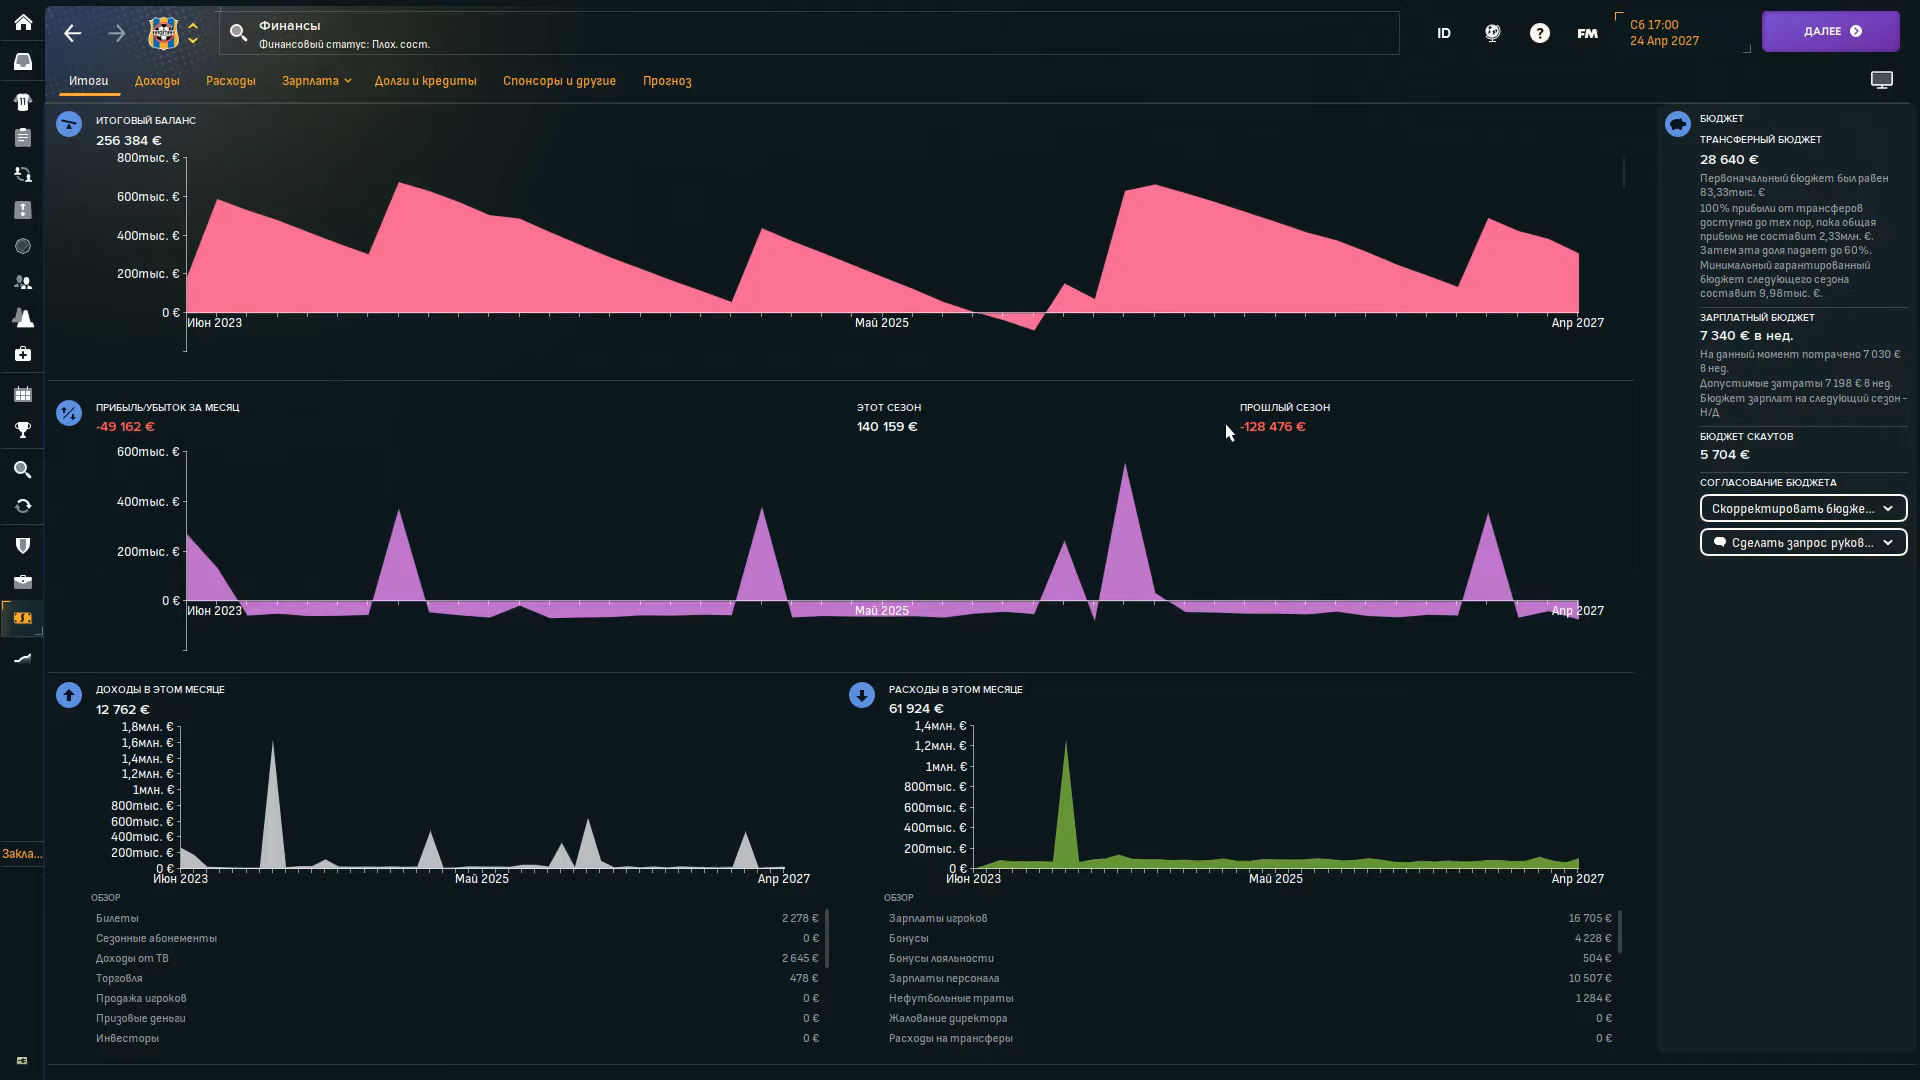 Финансы
Финансовый статус: Плох. сост.
ID
?
FM
Сб 17:00
24 Апр 2027
ДАЛЕЕ
Итоги
Доходы
Расходы
Зарплата
Долги и кредиты
Спонсоры и другие
Прогноз
ИТОГОВЫЙ БАЛАНС
256 384 €
800тыс. €
600тыс. €
400тыс. €
200тыс. €
0 €
Июн 2023
Май 2025
Апр 2027
ПРИБЫЛЬ/УБЫТОК ЗА МЕСЯЦ
-49 162 €
ЭТОТ СЕЗОН
140 159 €
ПРОШЛЫЙ СЕЗОН
-128 476 €
600тыс. €
400тыс. €
200тыс. €
0 €
Июн 2023
Май 2025
Апр 2027
ДОХОДЫ В ЭТОМ МЕСЯЦЕ
12 762 €
1,8млн. €
1,6млн. €
1,4млн. €
1,2млн. €
1млн. €
800тыс. €
600тыс. €
400тыс. €
200тыс. €
0 €
Июн 2023
Май 2025
Апр 2027
ОБЗОР
Билеты 2 278 €
Сезонные абонементы 0 €
Доходы от ТВ 2 645 €
Торговля 478 €
Продажа игроков 0 €
Призовые деньги 0 €
Инвесторы 0 €
РАСХОДЫ В ЭТОМ МЕСЯЦЕ
61 924 €
1,4млн. €
1,2млн. €
1млн. €
800тыс. €
600тыс. €
400тыс. €
200тыс. €
0 €
Июн 2023
Май 2025
Апр 2027
ОБЗОР
Зарплаты игроков 16 705 €
Бонусы 4 228 €
Бонусы лояльности 504 €
Зарплаты персонала 10 507 €
Нефутбольные траты 1 284 €
Жалование директора 0 €
Расходы на трансферы 0 €
БЮДЖЕТ
ТРАНСФЕРНЫЙ БЮДЖЕТ
28 640 €
Первоначальный бюджет был равен
83,33тыс. €
100% прибыли от трансферов
доступно до тех пор, пока общая
прибыль не составит 2,33млн. €.
Затем эта доля падает до 60%.
Минимальный гарантированный
бюджет следующего сезона
составит 9,98тыс. €.
ЗАРПЛАТНЫЙ БЮДЖЕТ
7 340 € в нед.
На данный момент потрачено 7 030 €
в нед.
Допустимые затраты 7 198 € в нед.
Бюджет зарплат на следующий сезон -
Н/Д
БЮДЖЕТ СКАУТОВ
5 704 €
СОГЛАСОВАНИЕ БЮДЖЕТА
Скорректировать бюдже...
Сделать запрос руков...
Закла...